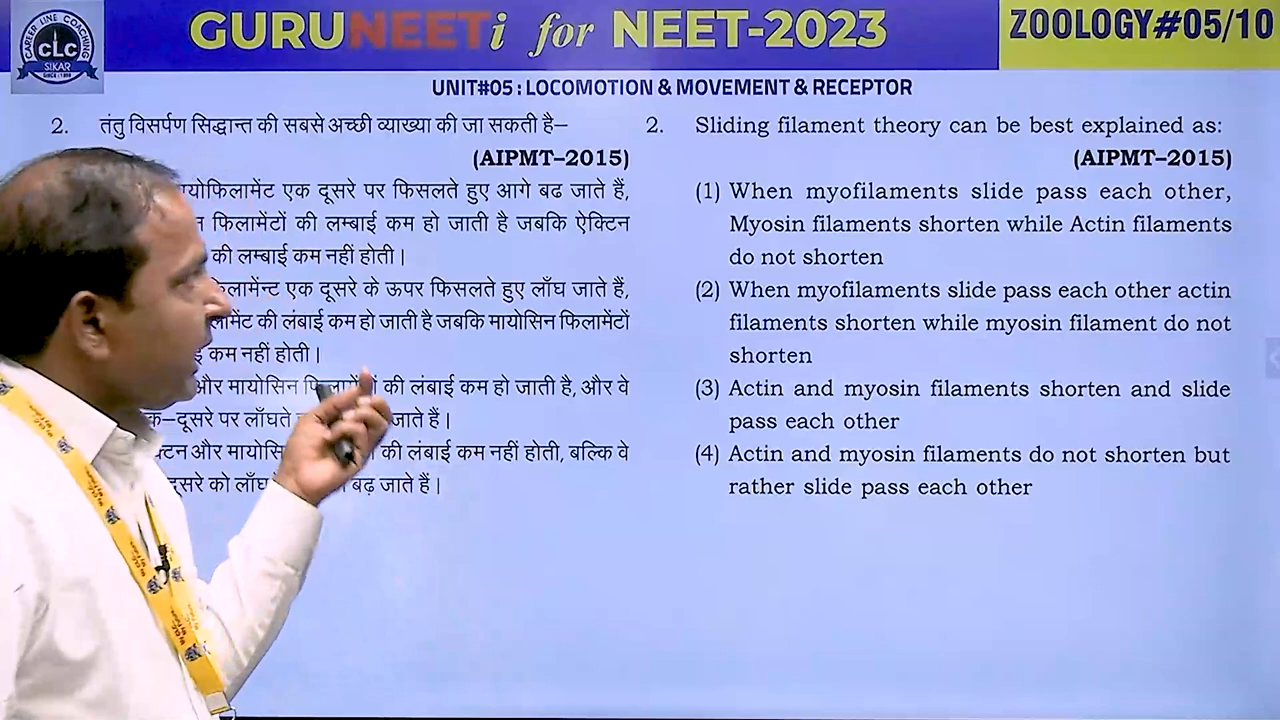 CAREER LINE COACHING
CLC
SIKAR
SINCE : 1996
GURUNEETi for NEET-2023
ZOOLOGY#05/10
UNIT#05 : LOCOMOTION & MOVEMENT & RECEPTOR
2. तंतु विसर्पण सिद्धान्त की सबसे अच्छी व्याख्या की जा सकती है–
(AIPMT–2015)
एक दूसरे पर फिसलते हुए आगे बढ जाते हैं,
फिलामेंटों की लम्बाई कम हो जाती है जबकि ऐक्टिन
की लम्बाई कम नहीं होती।
एक दूसरे के ऊपर फिसलते हुए लाँघ जाते हैं,
की लंबाई कम हो जाती है जबकि मायोसिन फिलामेंटों
कम नहीं होती।
और मायोसिन की लंबाई कम हो जाती है, और वे
पर लाँघते जाते हैं।
और की लंबाई कम नहीं होती, बल्कि वे
दूसरे को बढ़ जाते हैं।
2. Sliding filament theory can be best explained as:
(AIPMT–2015)
(1) When myofilaments slide pass each other,
Myosin filaments shorten while Actin filaments
do not shorten
(2) When myofilaments slide pass each other actin
filaments shorten while myosin filament do not
shorten
(3) Actin and myosin filaments shorten and slide
pass each other
(4) Actin and myosin filaments do not shorten but
rather slide pass each other